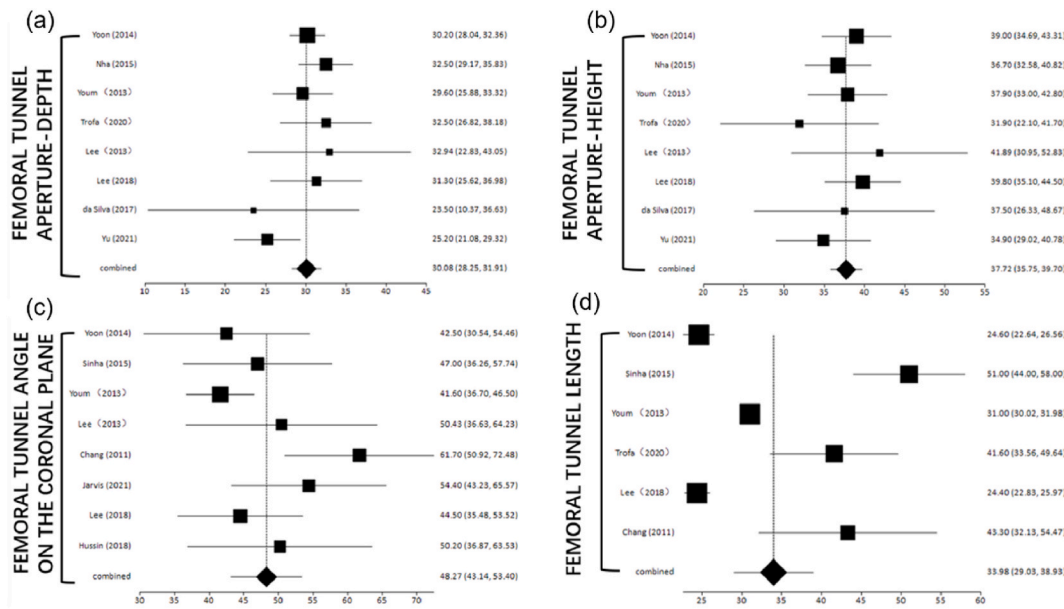 (a)
FEMORAL TUNNEL
APERTURE-DEPTH
Yoon (2014) 30.20 (28.04, 32.36)
Nha (2015) 32.50 (29.17, 35.83)
Youm (2013) 29.60 (25.88, 33.32)
Trofa (2020) 32.50 (26.82, 38.18)
Lee (2013) 32.94 (22.83, 43.05)
Lee (2018) 31.30 (25.62, 36.98)
da Silva (2017) 23.50 (10.37, 36.63)
Yu (2021) 25.20 (21.08, 29.32)
combined 30.08 (28.25, 31.91)
10 15 20 25 30 35 40 45
(b)
FEMORAL TUNNEL
APERTURE-HEIGHT
Yoon (2014) 39.00 (34.69, 43.31)
Nha (2015) 36.70 (32.58, 40.82)
Youm (2013) 37.90 (33.00, 42.80)
Trofa (2020) 31.90 (22.10, 41.70)
Lee (2013) 41.89 (30.95, 52.83)
Lee (2018) 39.80 (35.10, 44.50)
da Silva (2017) 37.50 (26.33, 48.67)
Yu (2021) 34.90 (29.02, 40.78)
combined 37.72 (35.75, 39.70)
20 25 30 35 40 45 50 55
(c)
FEMORAL TUNNEL ANGLE
ON THE CORONAL PLANE
Yoon (2014) 42.50 (30.54, 54.46)
Sinha (2015) 47.00 (36.26, 57.74)
Youm (2013) 41.60 (36.70, 46.50)
Lee (2013) 50.43 (36.63, 64.23)
Chang (2011) 61.70 (50.92, 72.48)
Jarvis (2021) 54.40 (43.23, 65.57)
Lee (2018) 44.50 (35.48, 53.52)
Hussin (2018) 50.20 (36.87, 63.53)
combined 48.27 (43.14, 53.40)
30 35 40 45 50 55 60 65 70
(d)
FEMORAL TUNNEL LENGTH
Yoon (2014) 24.60 (22.64, 26.56)
Sinha (2015) 51.00 (44.00, 58.00)
Youm (2013) 31.00 (30.02, 31.98)
Trofa (2020) 41.60 (33.56, 49.64)
Lee (2018) 24.40 (22.83, 25.97)
Chang (2011) 43.30 (32.13, 54.47)
combined 33.98 (29.03, 38.93)
25 30 35 40 45 50 55 60